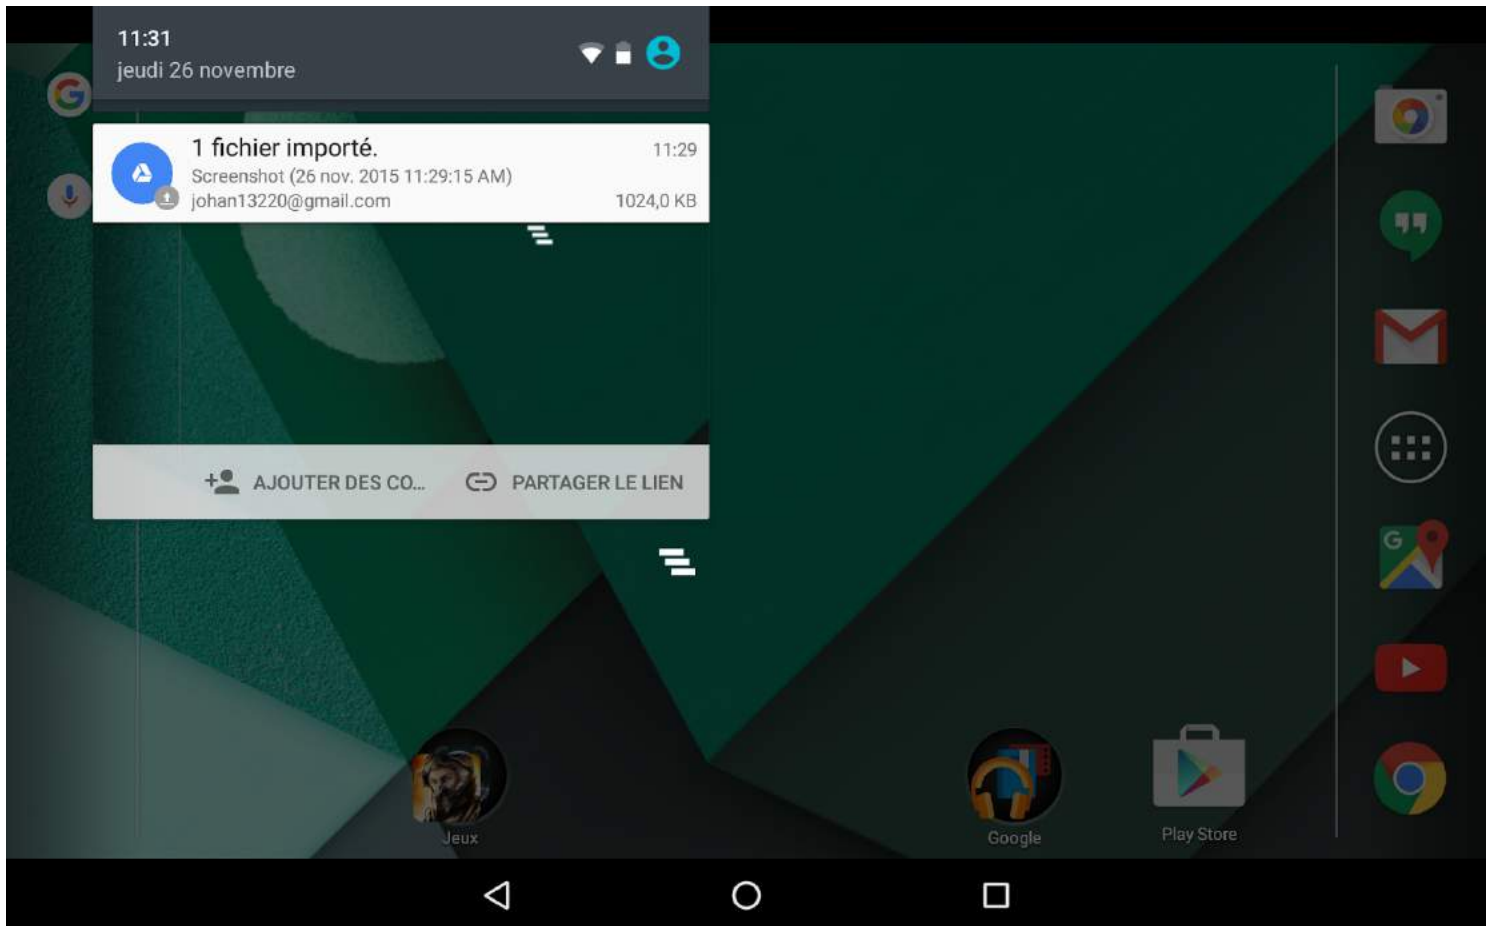 11:31
jeudi 26 novembre
1 fichier importé.
11:29
Screenshot (26 nov. 2015 11:29:15 AM)
johan13220@gmail.com
1024,0 KB
AJOUTER DES CO...
PARTAGER LE LIEN
Jeux
Google
Play Store